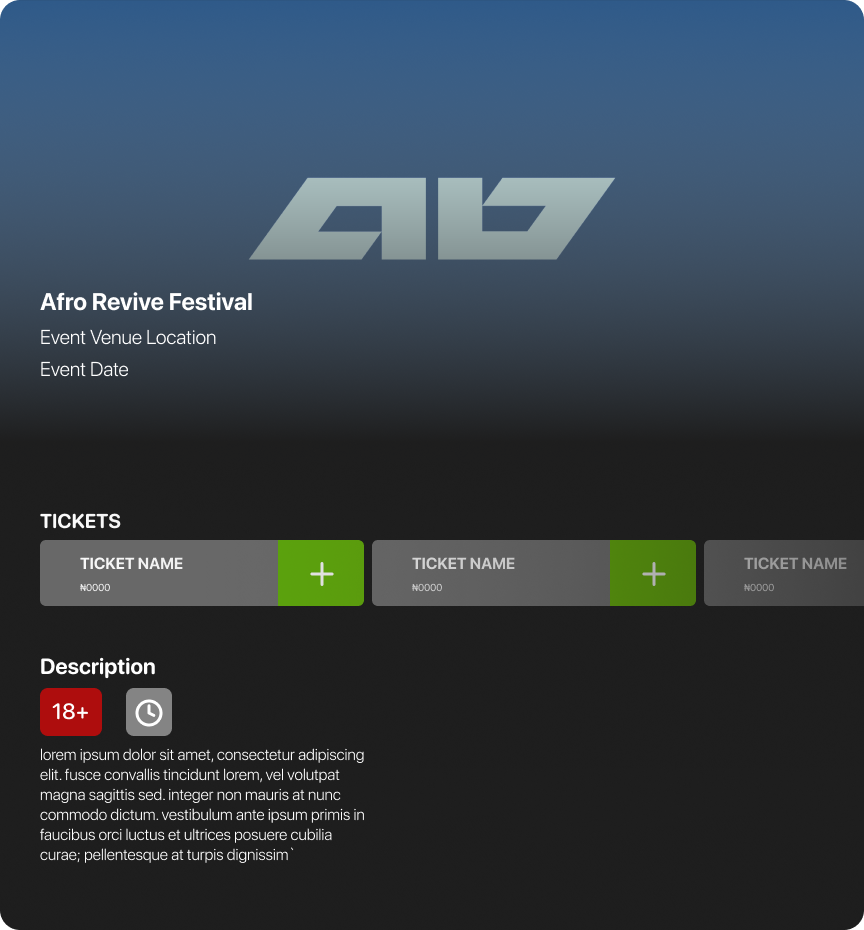 Afro Revive Festival
Event Venue Location
Event Date
TICKETS
TICKET NAME
₦0000
TICKET NAME
₦0000
TICKET NAME
₦0000
Description
18+
lorem ipsum dolor sit amet, consectetur adipiscing
elit. fusce convallis tincidunt lorem, vel volutpat
magna sagittis sed. integer non mauris at nunc
commodo dictum. vestibulum ante ipsum primis in
faucibus orci luctus et ultrices posuere cubilia
curae; pellentesque at turpis dignissim`